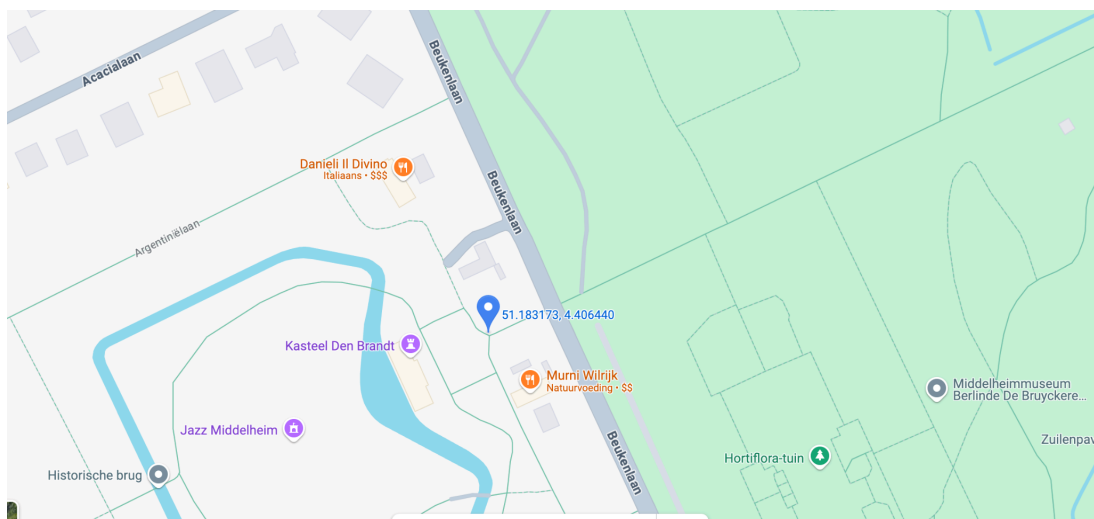 Acacialaan
Beukenlaan
Danieli Il Divino
Italiaans • $$$
Beukenlaan
Argentiniëlaan
51.183173, 4.406440
Kasteel Den Brandt
Murni Wilrijk
Natuurvoeding • $$
Middelheimmuseum
Berlinde De Bruyckere...
Jazz Middelheim
Beukenlaan
Zuilenpav
Hortiflora-tuin
Historische brug